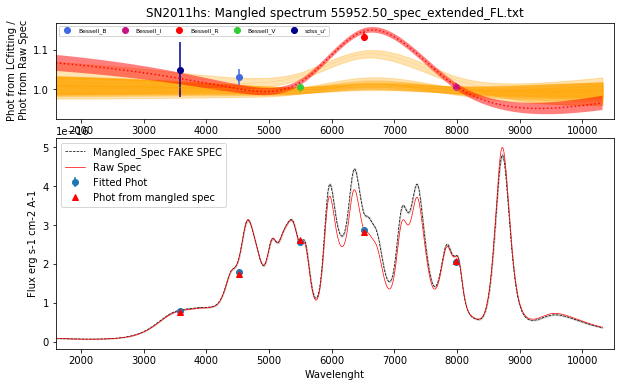 SN2011hs: Mangled spectrum 55952.50_spec_extended_FL.txt
Phot from LCfitting /
Phot from Raw Spec
Bessell_B Bessell_I Bessell_R Bessell_V sdss_u'
1.1
1.0
2000 3000 4000 5000 6000 7000 8000 9000 10000
1e−16
Mangled_Spec FAKE SPEC
Raw Spec
Fitted Phot
Phot from mangled spec
Flux erg s-1 cm-2 A-1
5
4
3
2
1
0
2000 3000 4000 5000 6000 7000 8000 9000 10000
Wavelenght